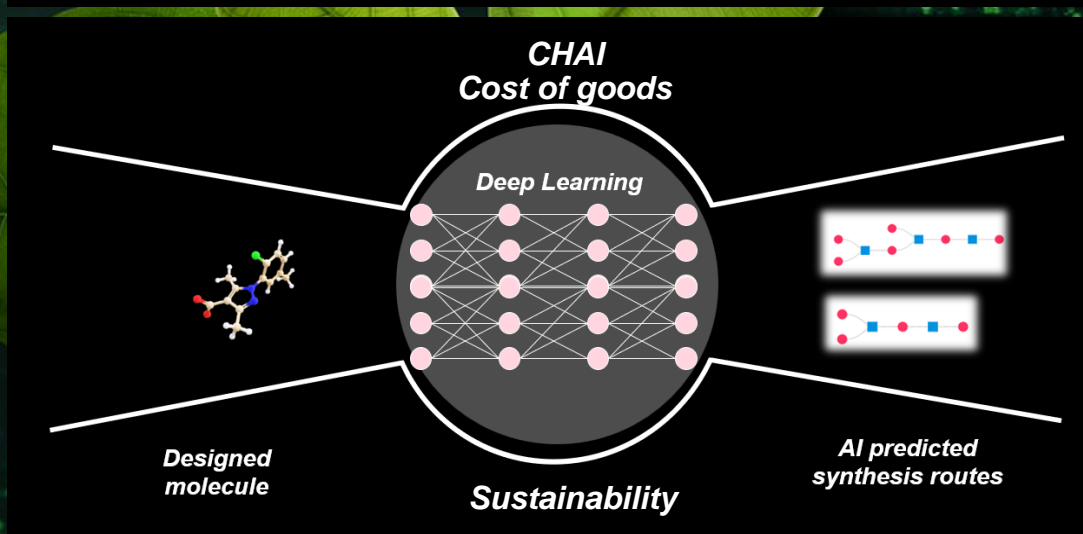 CHAI
Cost of goods
Deep Learning
Designed
molecule
AI predicted
synthesis routes
Sustainability